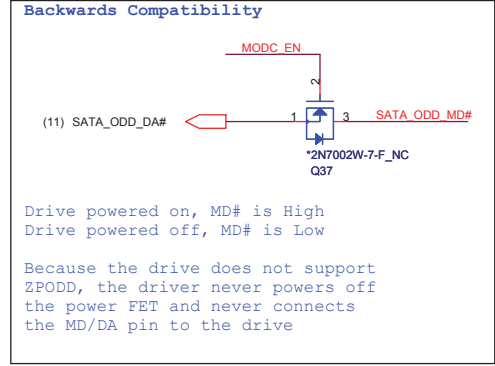 Backwards Compatibility
MODC_EN
2
(11) SATA_ODD_DA#
1
3
SATA_ODD_MD#
*2N7002W-7-F_NC
Q37
Drive powered on, MD# is High
Drive powered off, MD# is Low
Because the drive does not support
ZPODD, the driver never powers off
the power FET and never connects
the MD/DA pin to the drive